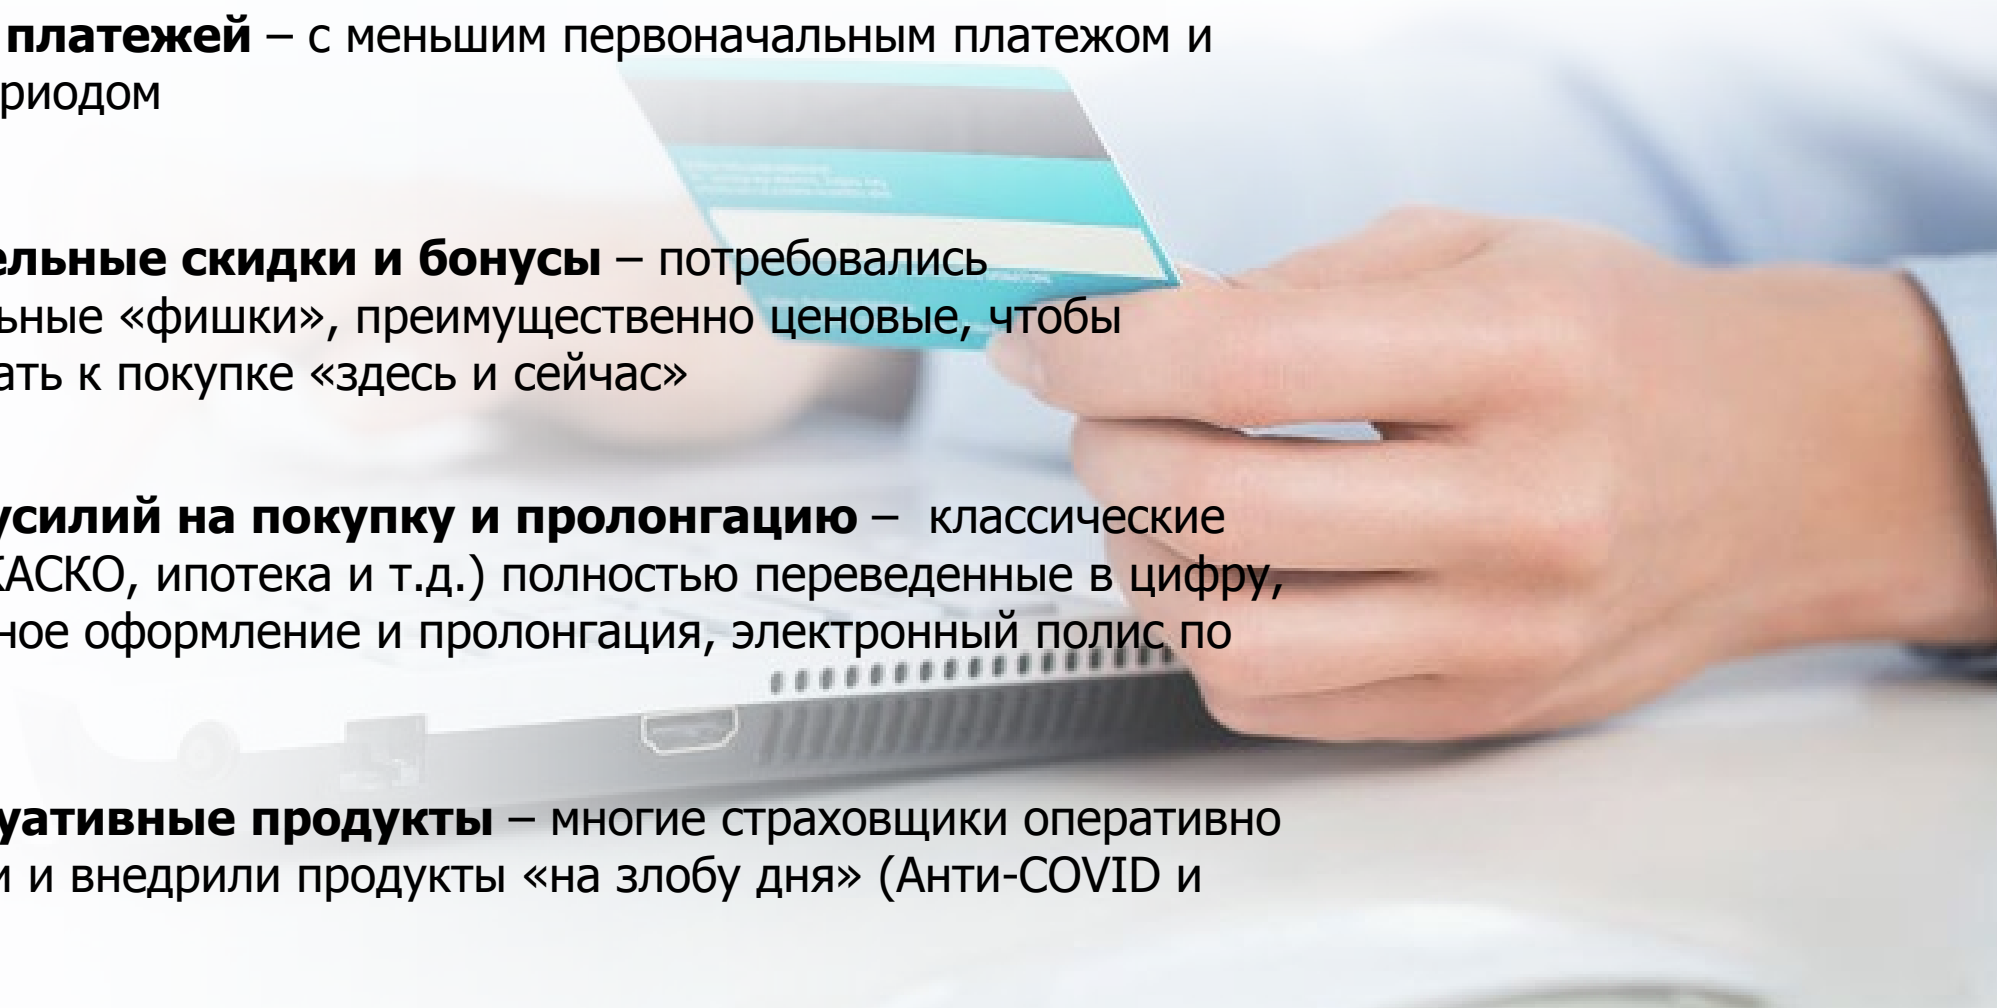 платежей – с меньшим первоначальным платежом и
риодом
ельные скидки и бонусы – потребовались
ьные «фишки», преимущественно ценовые, чтобы
ать к покупке «здесь и сейчас»
усилий на покупку и пролонгацию – классические
КАСКО, ипотека и т.д.) полностью переведенные в цифру,
ное оформление и пролонгация, электронный полис по
уативные продукты – многие страховщики оперативно
и и внедрили продукты «на злобу дня» (Анти-COVID и